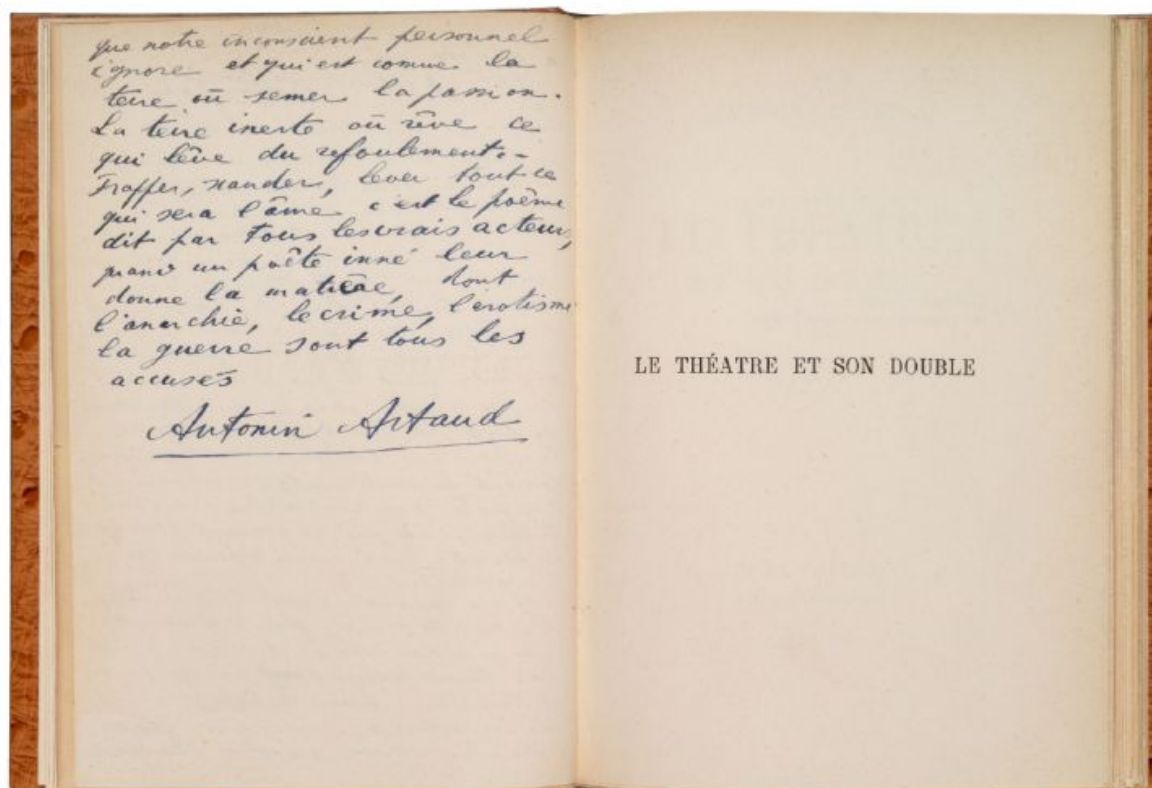 que notre inconscient personnel
ignore et qui est comme la
terre où semer la passion.
La terre inerte où rêve ce
qui lève du refoulement.-
Frapper, scander, lever tout ce
qui sera l'âme c'est le poème
dit par Tous les vrais acteurs,
quand un poète inné leur
donne la matière, dont
l'anarchie, le crime, l'erotisme
la guerre sont tous les
accusés
Antonin Artaud
LE THÉATRE ET SON DOUBLE